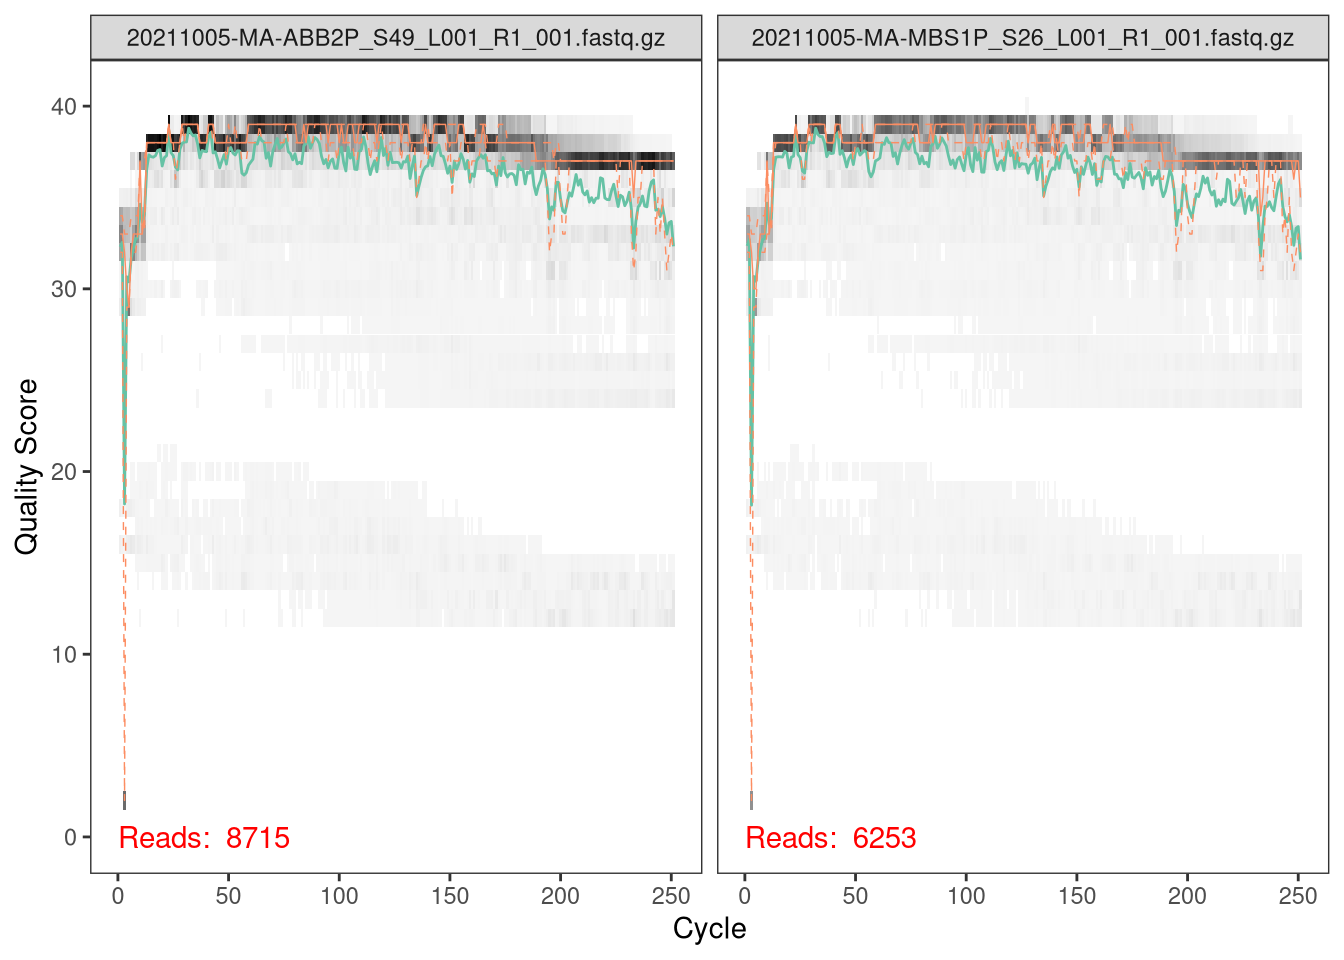 20211005-MA-ABB2P_S49_L001_R1_001.fastq.gz
20211005-MA-MBS1P_S26_L001_R1_001.fastq.gz
Quality Score
40
30
20
10
0
Reads: 8715
Reads: 6253
0 50 100 150 200 250
0 50 100 150 200 250
Cycle